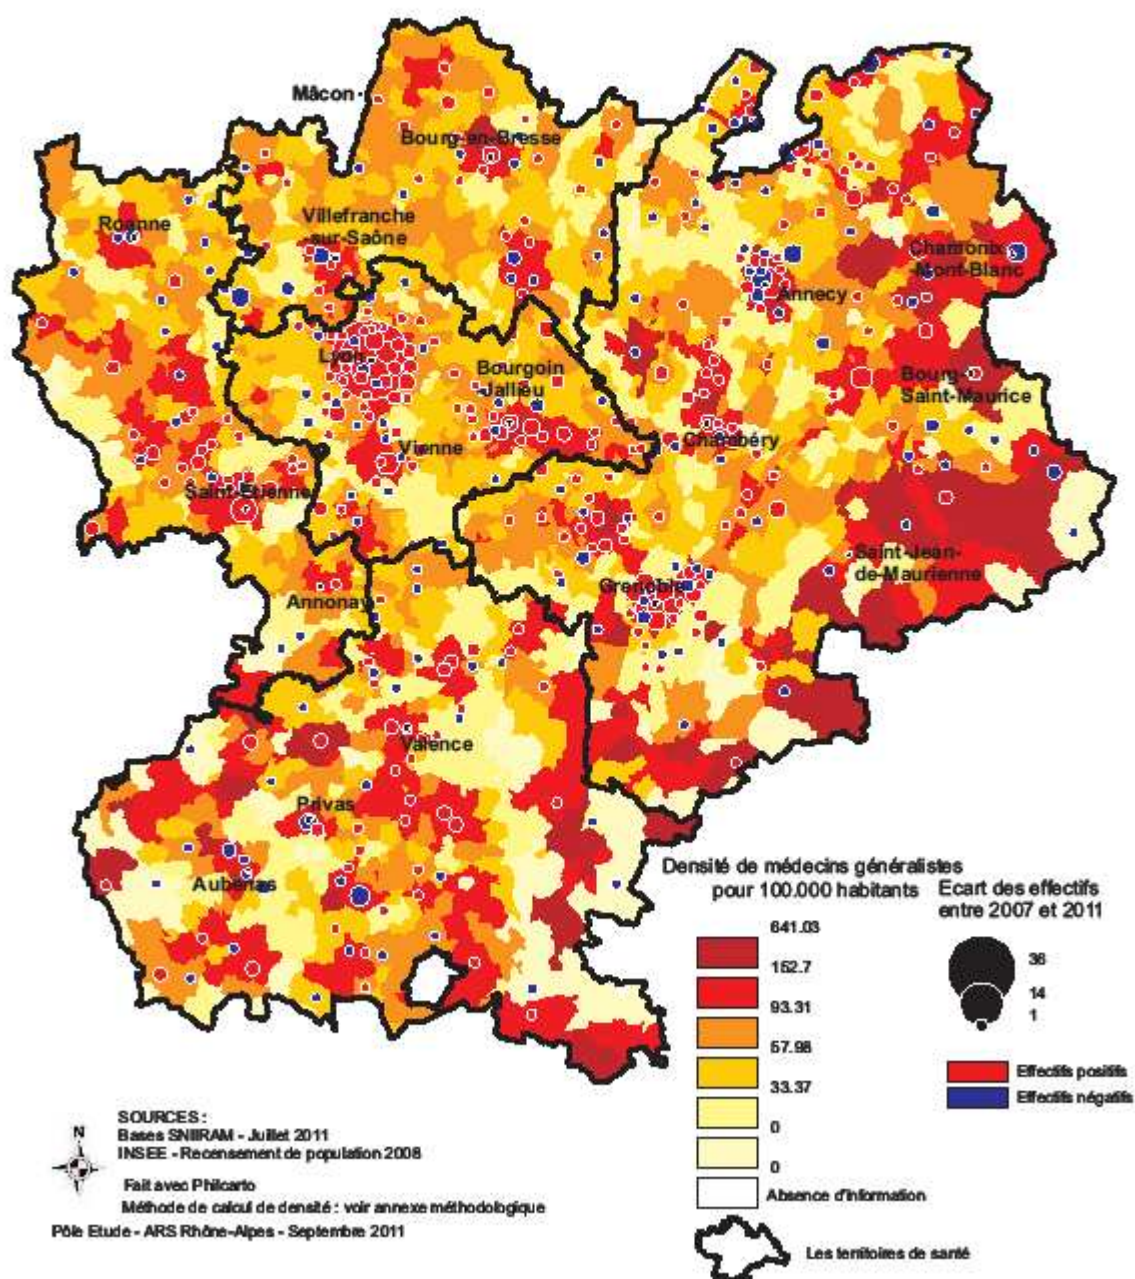 Mâcon
Bourg-en-Bresse
Roanne
Villefranche
-sur-Saône
Chamonix
-Mont-Blanc
Annecy
Lyon
Bourgoin
Jallieu
Bourg-
Saint-Maurice
Vienne
Chambéry
Saint-Etienne
Saint-Jean-
de-Maurienne
Grenoble
Annonay
Valence
Privas
Aubenas
Densité de médecins généralistes
pour 100.000 habitants
641.03
152.7
93.31
57.98
33.37
0
0
Absence d'information
Les territoires de santé
Ecart des effectifs
entre 2007 et 2011
36
14
1
Effectifs positifs
Effectifs négatifs
N
SOURCES :
Bases SNIIRAM - Juillet 2011
INSEE - Recensement de population 2008
Fait avec Philcarto
Méthode de calcul de densité : voir annexe méthodologique
Pôle Etude - ARS Rhône-Alpes - Septembre 2011